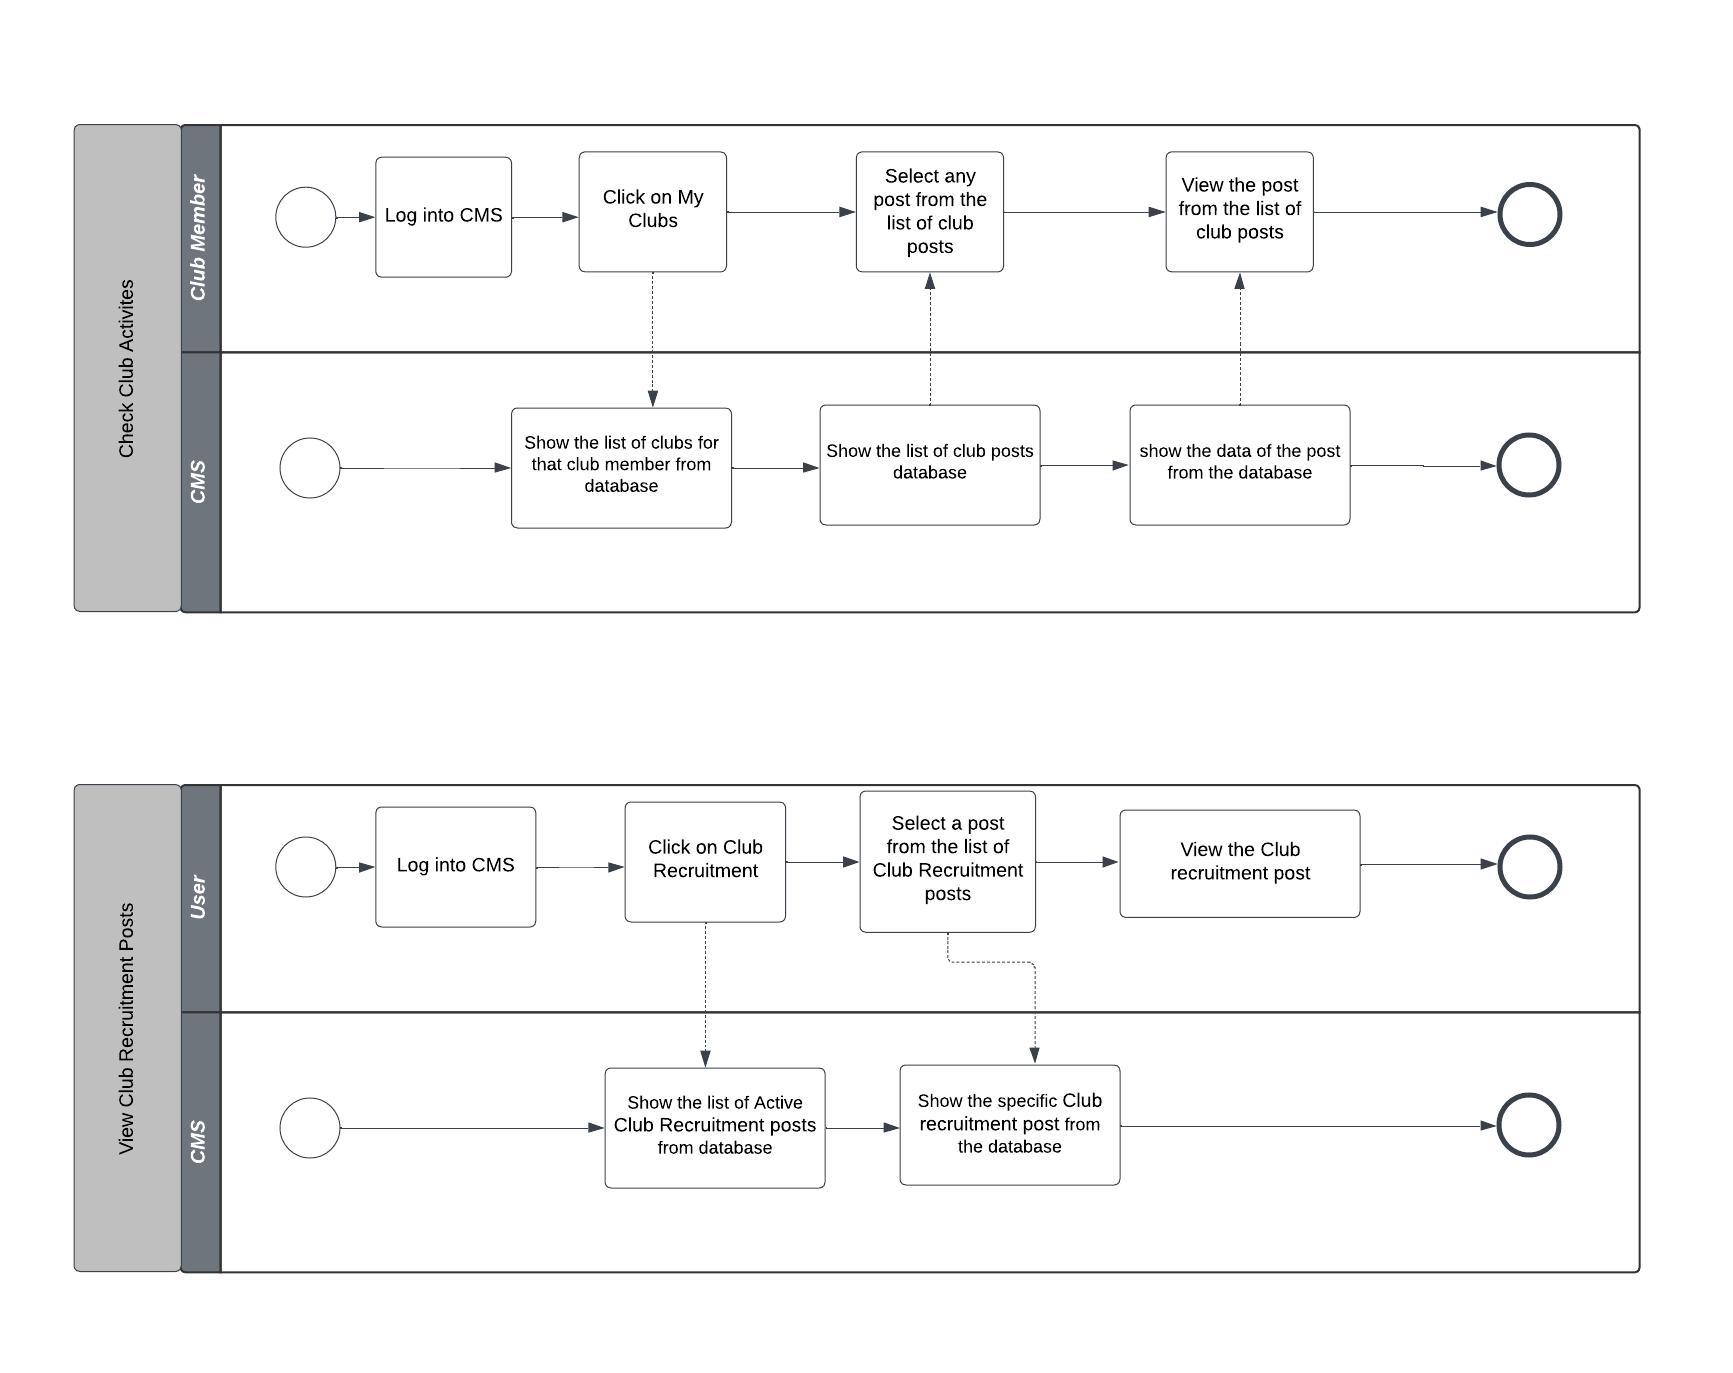 Check Club Activites
Club Member
Log into CMS
Click on My
Clubs
Select any
post from the
list of club
posts
View the post
from the list of
club posts
CMS
Show the list of clubs for
that club member from
database
Show the list of club posts
database
show the data of the post
from the database
View Club Recruitment Posts
User
Log into CMS
Click on Club
Recruitment
Select a post
from the list of
Club Recruitment
posts
View the Club
recruitment post
CMS
Show the list of Active
Club Recruitment posts
from database
Show the specific Club
recruitment post from
the database